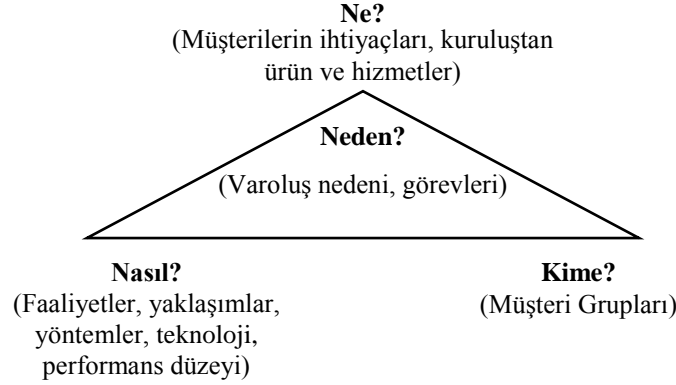 Ne?
(Müşterilerin ihtiyaçları, kuruluştan
ürün ve hizmetler)
Neden?
(Varoluş nedeni, görevleri)
Nasıl?
(Faaliyetler, yaklaşımlar,
yöntemler, teknoloji,
performans düzeyi)
Kime?
(Müşteri Grupları)